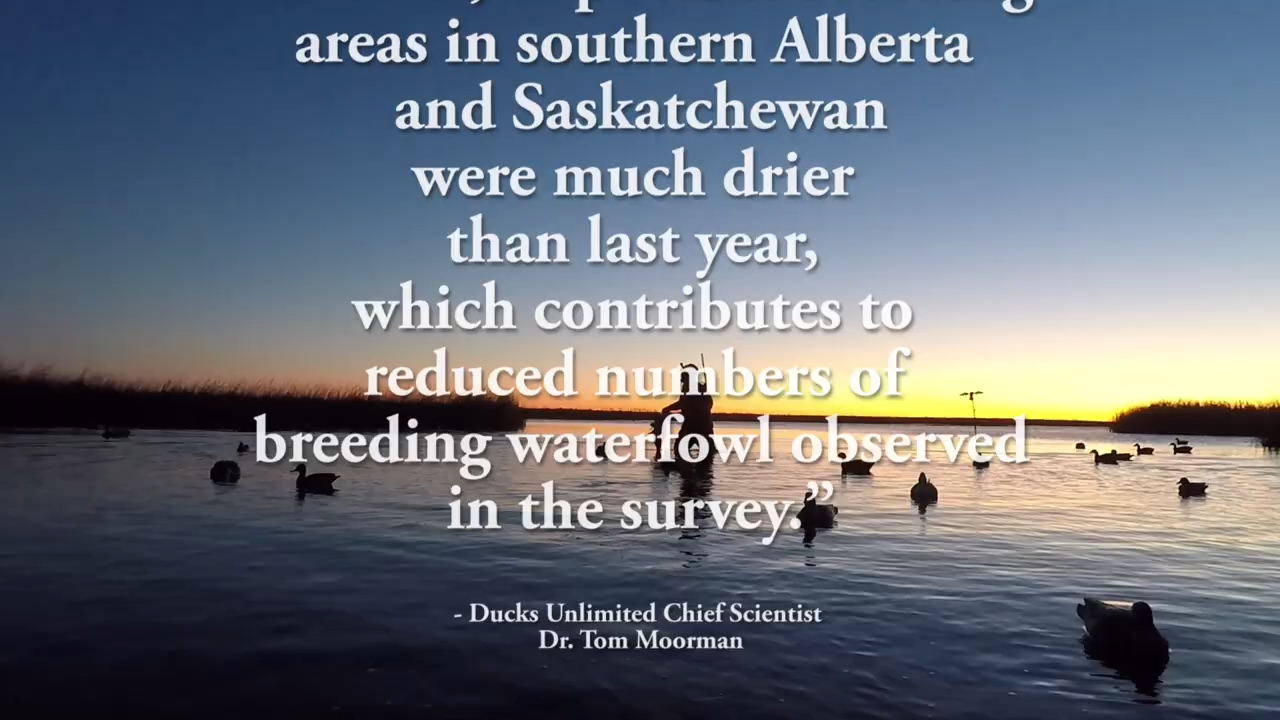 areas in southern Alberta
and Saskatchewan
were much drier
than last year,
which contributes to
reduced numbers of
breeding waterfowl observed
in the survey.”
- Ducks Unlimited Chief Scientist
Dr. Tom Moorman